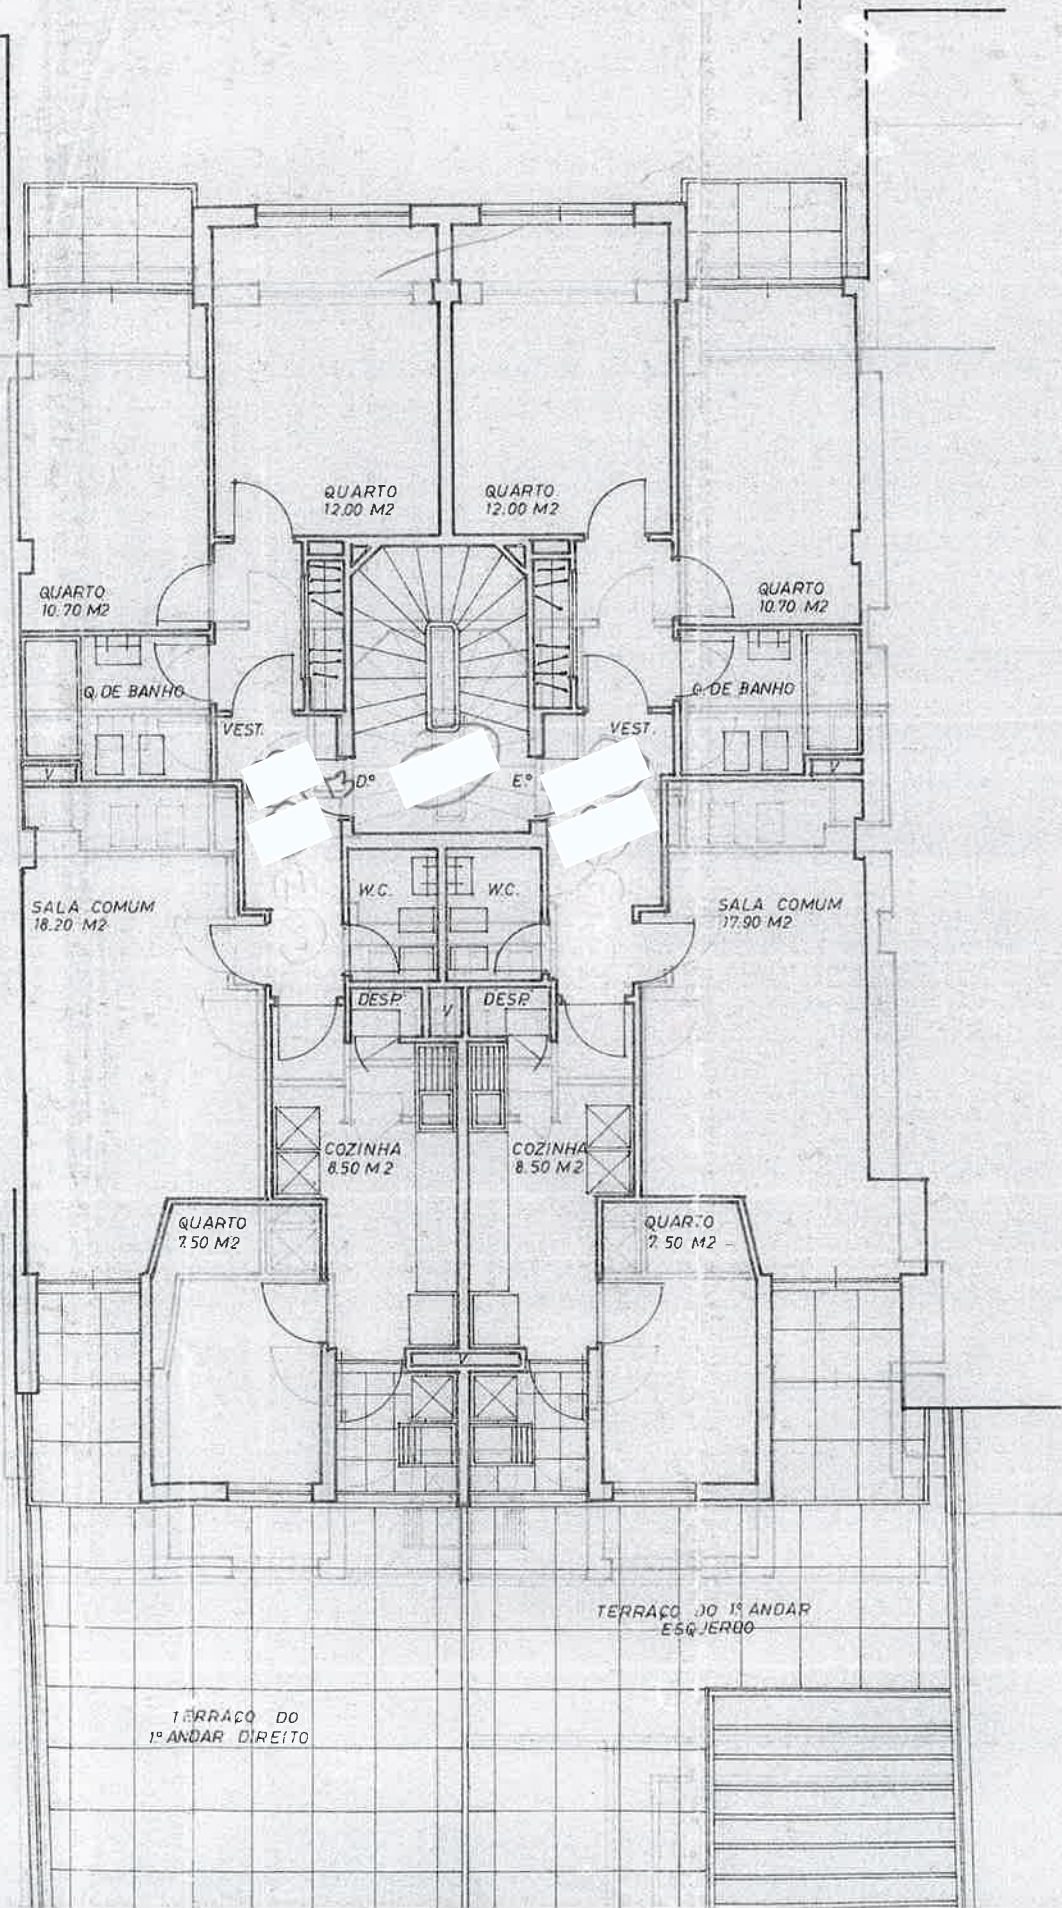 QUARTO
12.00 M2
QUARTO
12.00 M2
QUARTO
10.70 M2
QUARTO
10.70 M2
Q. DE BANHO
Q. DE BANHO
VEST.
VEST.
V
V
Dº
Eº
W.C.
W.C.
SALA COMUM
18.20 M2
SALA COMUM
17.90 M2
DESP.
V
DESP.
COZINHA
8.50 M2
COZINHA
8.50 M2
QUARTO
7.50 M2
QUARTO
7.50 M2
V
TERRAÇO DO 1º ANDAR
ESQUERDO
TERRAÇO DO
1º ANDAR DIREITO